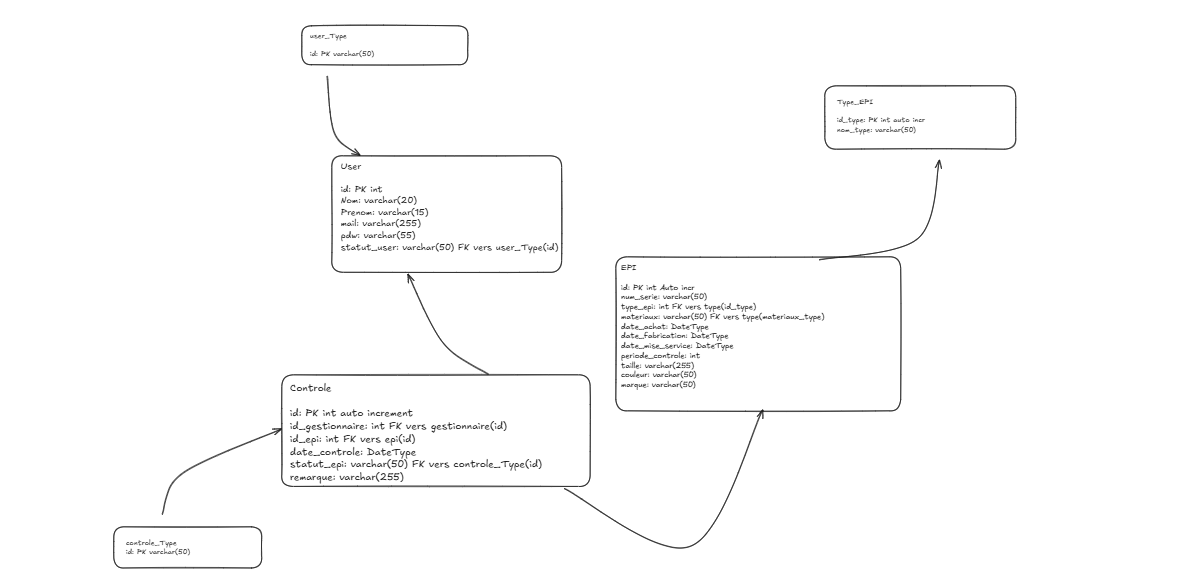 user_Type
id: PK varchar(50)
Type_EPI
id_type: PK int auto incr
nom_type: varchar(50)
User
id: PK int
Nom: varchar(20)
Prenom: varchar(15)
mail: varchar(255)
pdw: varchar(55)
statut_user: varchar(50) FK vers user_Type(id)
EPI
id: PK int Auto incr
num_serie: varchar(50)
type_epi: int FK vers type(id_type)
materiaux: varchar(50) FK vers type(materiaux_type)
date_achat: DateType
date_fabrication: DateType
date_mise_service: DateType
periode_controle: int
taille: varchar(255)
couleur: varchar(50)
marque: varchar(50)
Controle
id: PK int auto increment
id_gestionnaire: int FK vers gestionnaire(id)
id_epi: int FK vers epi(id)
date_controle: DateType
statut_epi: varchar(50) FK vers controle_Type(id)
remarque: varchar(255)
controle_Type
id: PK varchar(50)